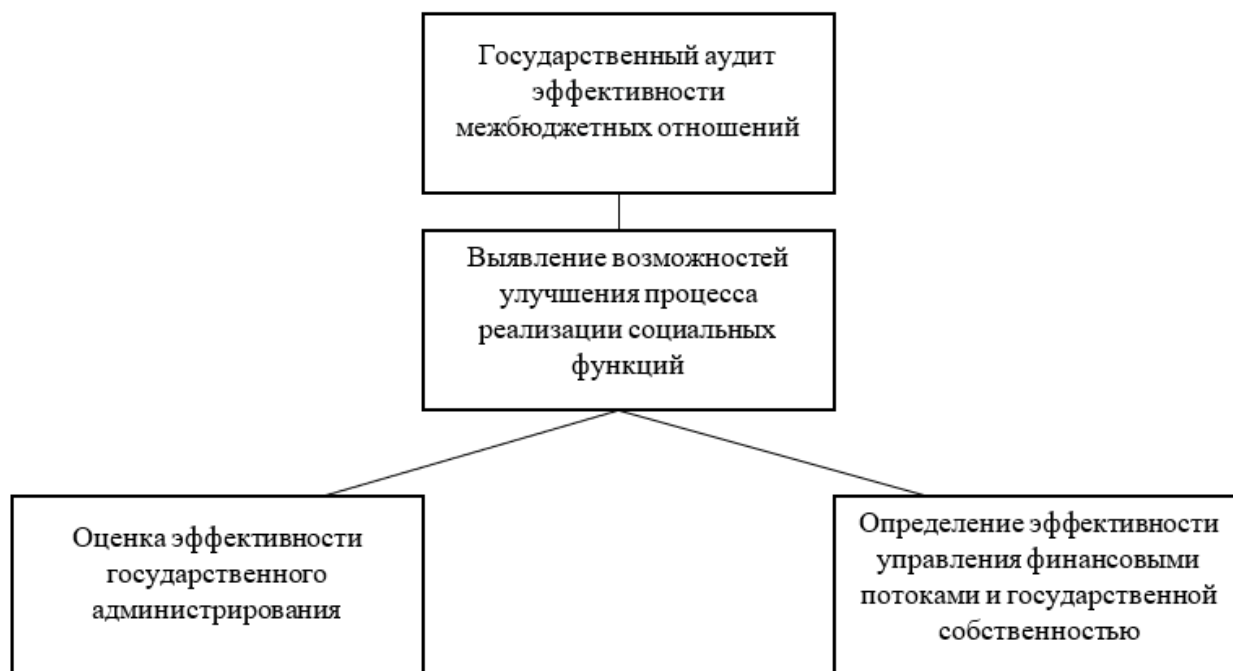 Государственный аудит
эффективности
межбюджетных отношений
Выявление возможностей
улучшения процесса
реализации социальных
функций
Оценка эффективности
государственного
администрирования
Определение эффективности
управления финансовыми
потоками и государственной
собственностью